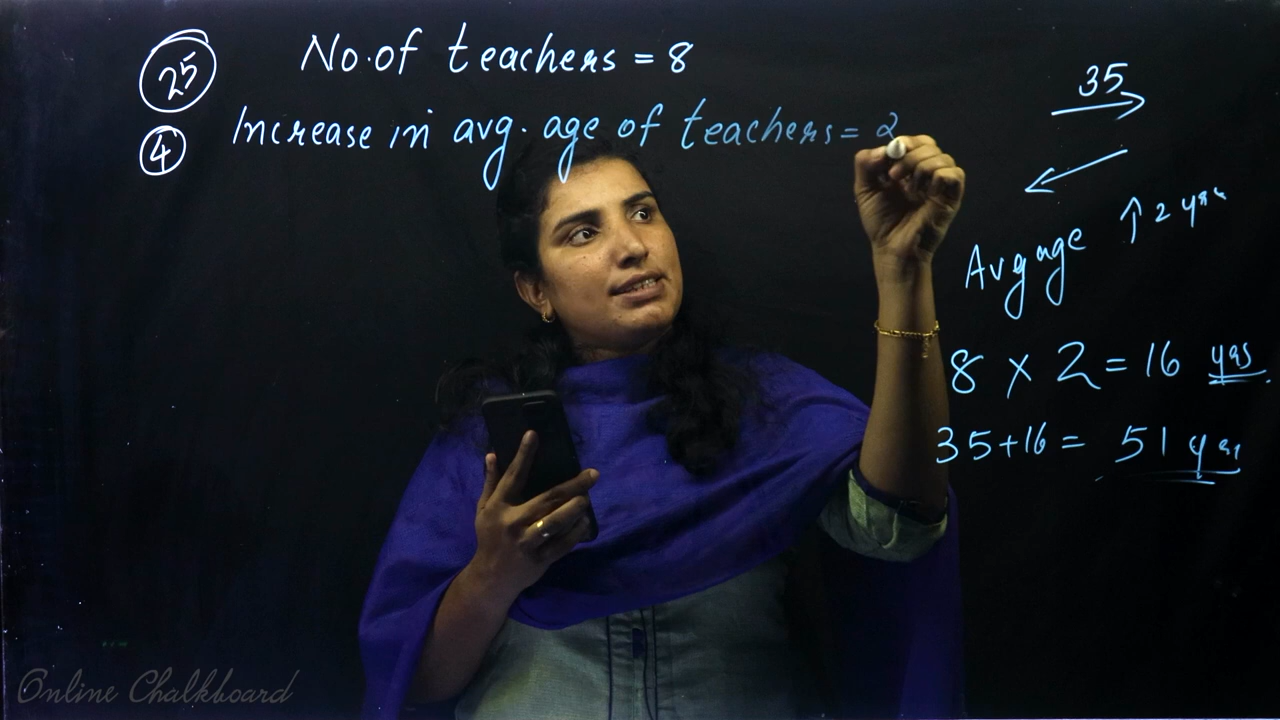 25
No. of teachers = 8
4
Increase in avg. age of teachers = 2
35
Avg age ↑ 2 yrs
8 × 2 = 16 yrs
35+16 = 51 yrs
Online Chalkboard